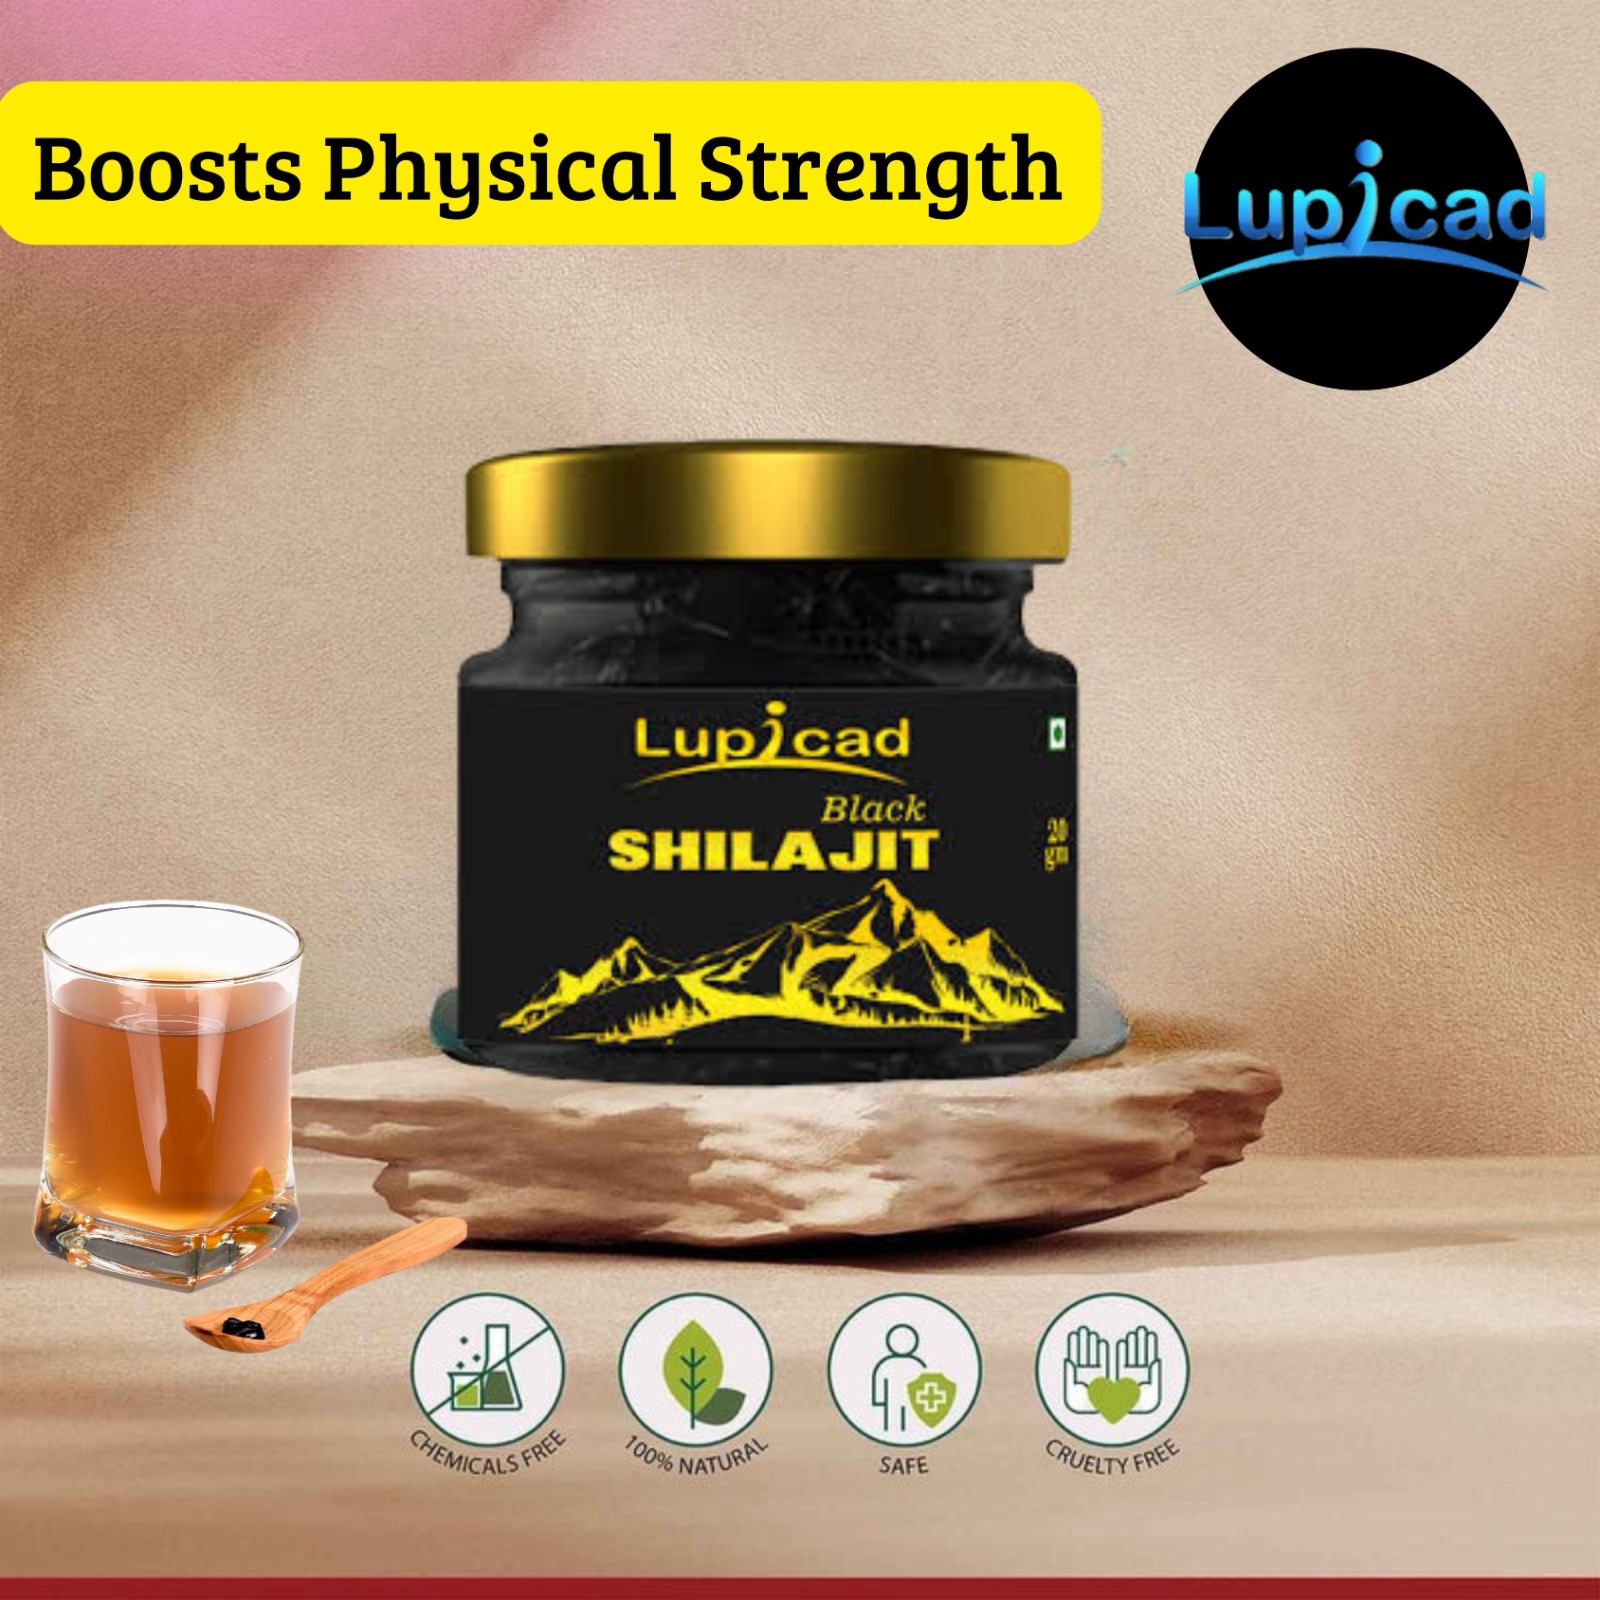 Boosts Physical Strength
Lupicad
Lupicad
Black
SHILAJIT
20
gm
CHEMICALS FREE
100% NATURAL
SAFE
CRUELTY FREE